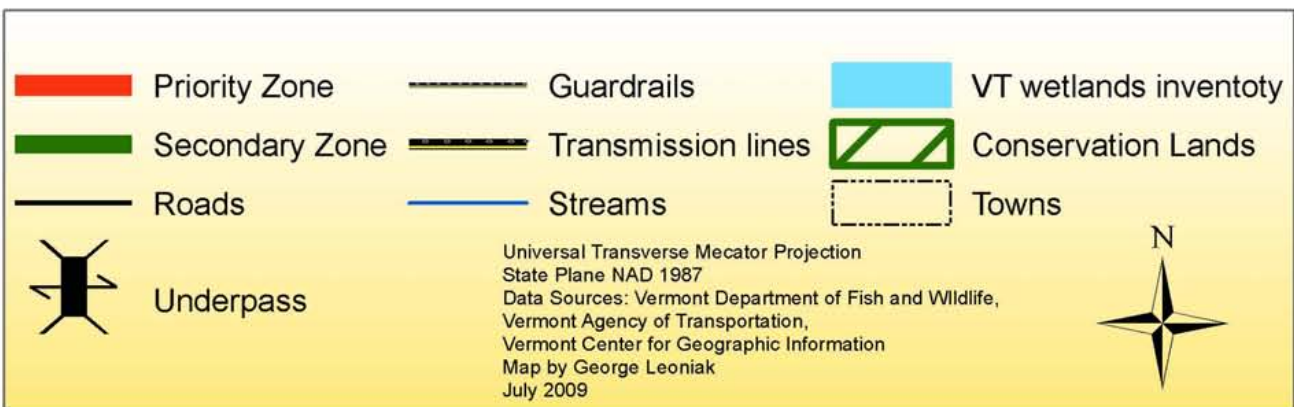 Priority Zone
Guardrails
VT wetlands inventoty
Secondary Zone
Transmission lines
Conservation Lands
Roads
Streams
Towns
Underpass
Universal Transverse Mecator Projection
State Plane NAD 1987
Data Sources: Vermont Department of Fish and WIldlife,
Vermont Agency of Transportation,
Vermont Center for Geographic Information
Map by George Leoniak
July 2009
N